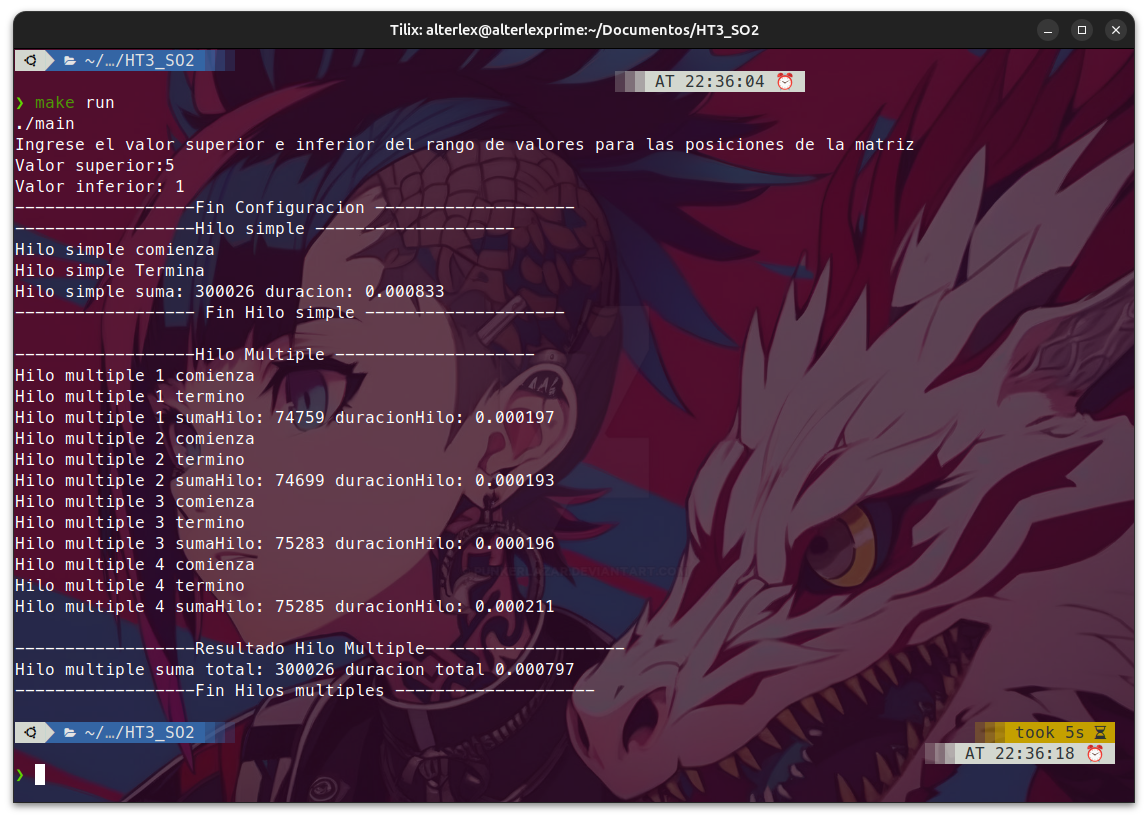 Tilix: alterlex@alterlexprime:~/Documentos/HT3_SO2
~/…/HT3_SO2
AT 22:36:04
❯ make run
./main
Ingrese el valor superior e inferior del rango de valores para las posiciones de la matriz
Valor superior:5
Valor inferior: 1
------------------Fin Configuracion --------------------
------------------Hilo simple --------------------
Hilo simple comienza
Hilo simple Termina
Hilo simple suma: 300026 duracion: 0.000833
------------------ Fin Hilo simple --------------------
------------------Hilo Multiple --------------------
Hilo multiple 1 comienza
Hilo multiple 1 termino
Hilo multiple 1 sumaHilo: 74759 duracionHilo: 0.000197
Hilo multiple 2 comienza
Hilo multiple 2 termino
Hilo multiple 2 sumaHilo: 74699 duracionHilo: 0.000193
Hilo multiple 3 comienza
Hilo multiple 3 termino
Hilo multiple 3 sumaHilo: 75283 duracionHilo: 0.000196
Hilo multiple 4 comienza
Hilo multiple 4 termino
Hilo multiple 4 sumaHilo: 75285 duracionHilo: 0.000211
------------------Resultado Hilo Multiple--------------------
Hilo multiple suma total: 300026 duracion total 0.000797
------------------Fin Hilos multiples --------------------
~/…/HT3_SO2
took 5s
AT 22:36:18
❯